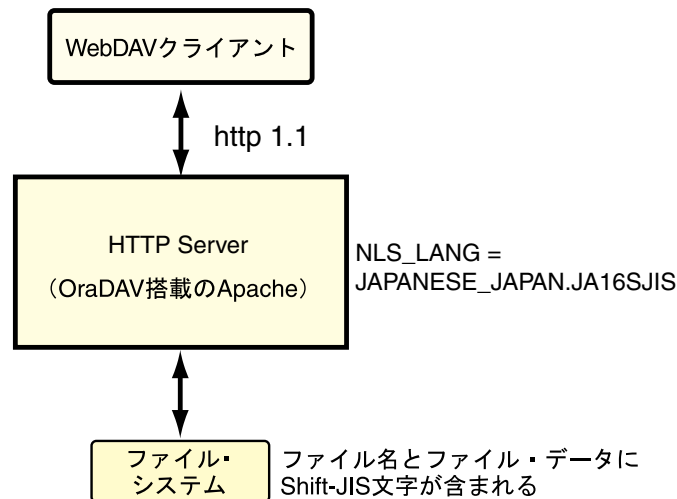 WebDAVクライアント
http 1.1
HTTP Server
（OraDAV搭載のApache）
NLS_LANG =
JAPANESE_JAPAN.JA16SJIS
ファイル・
システム
ファイル名とファイル・データに
Shift-JIS文字が含まれる